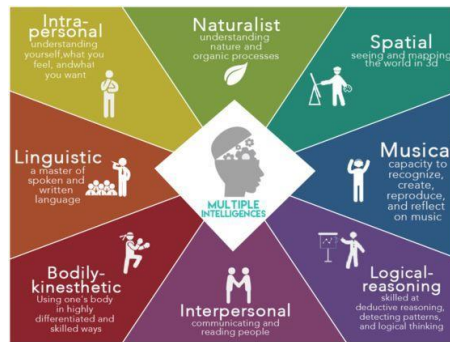 Intra-
personal
understanding
yourself,what you
feel, andwhat
you want
Naturalist
understanding
nature and
organic processes
Spatial
seeing and mapping
the world in 3d
Linguistic
a master of
spoken and
written
language
MULTIPLE
INTELLIGENCES
Musica
capacity to
recognize,
create,
reproduce,
and reflect
on music
Bodily-
kinesthetic
Using one's body
in highly
differentiated and
skilled ways
Interpersonal
communicating and
reading people
Logical-
reasoning
skilled at
deductive reasoning,
detecting patterns,
and logical thinking